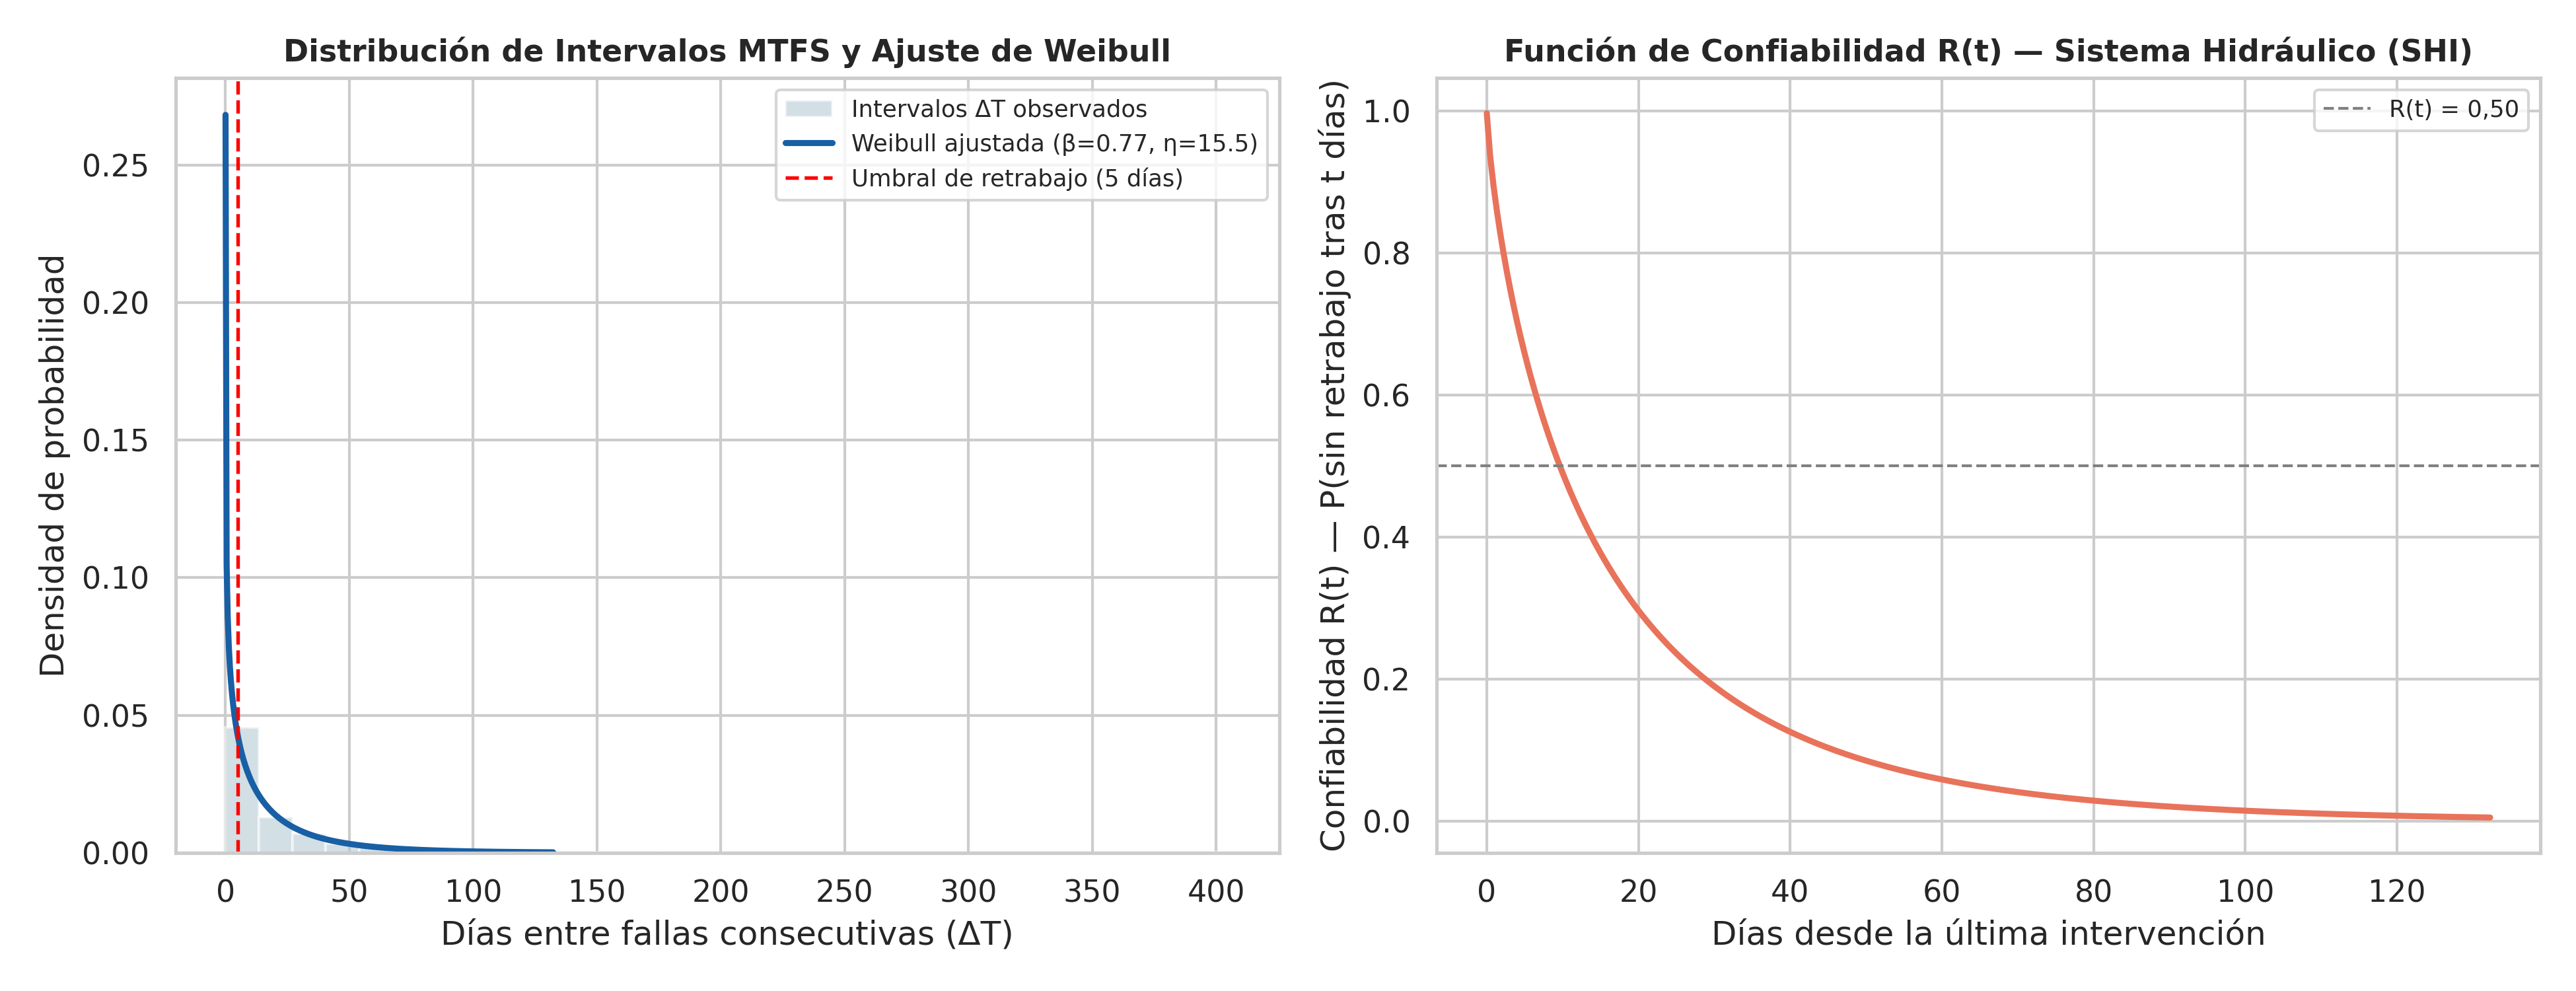 Distribución de Intervalos MTFS y Ajuste de Weibull
Intervalos ΔT observados
Weibull ajustada (β=0.77, η=15.5)
Umbral de retrabajo (5 días)
Densidad de probabilidad
0.25
0.20
0.15
0.10
0.05
0.00
0 50 100 150 200 250 300 350 400
Días entre fallas consecutivas (ΔT)
Función de Confiabilidad R(t) — Sistema Hidráulico (SHI)
R(t) = 0,50
Confiabilidad R(t) — P(sin retrabajo tras t días)
1.0
0.8
0.6
0.4
0.2
0.0
0 20 40 60 80 100 120
Días desde la última intervención